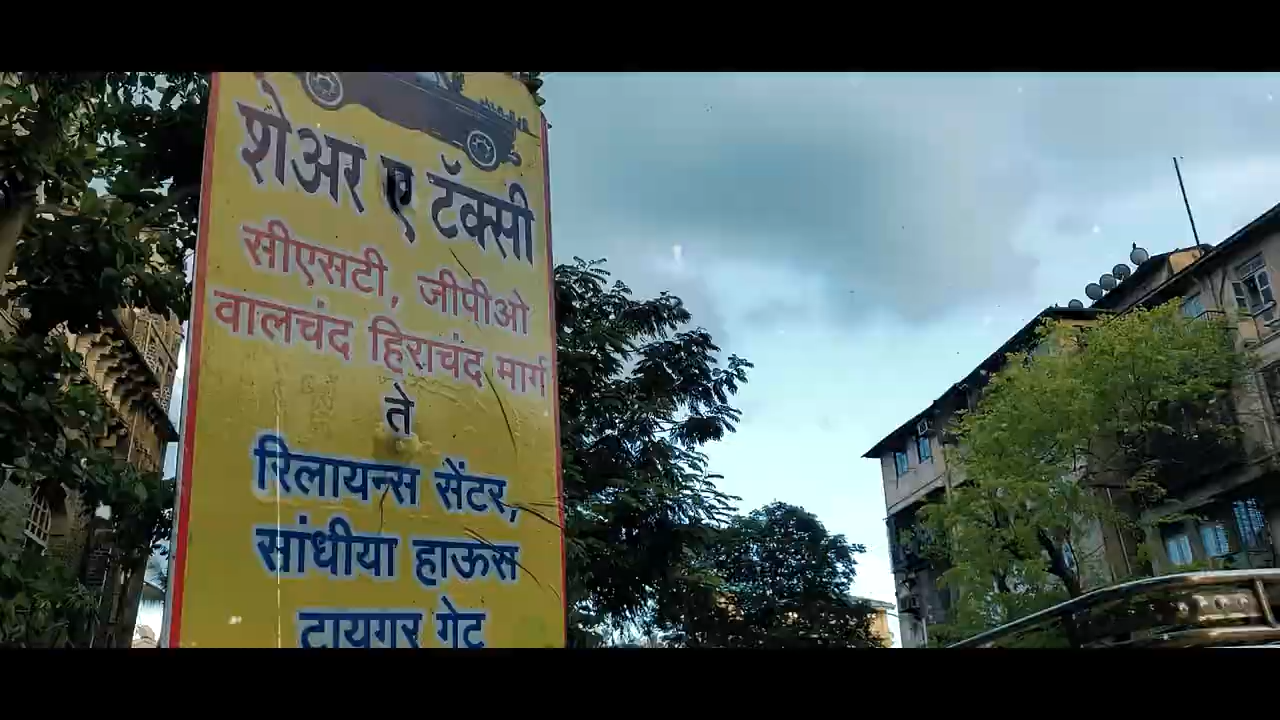 शेअर ए टॅक्सी
सीएसटी, जीपीओ
वालचंद हिराचंद मार्ग
ते
रिलायन्स सेंटर,
सांधीया हाऊस
टायगर गेट